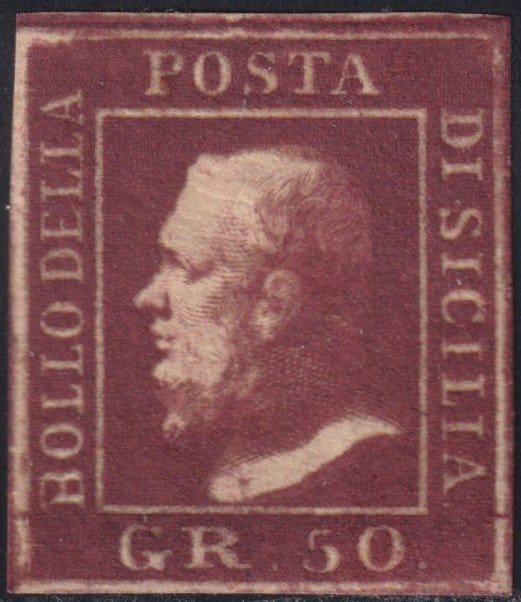 BOLLO DELLA
POSTA
DI SICILIA
GR. 50.